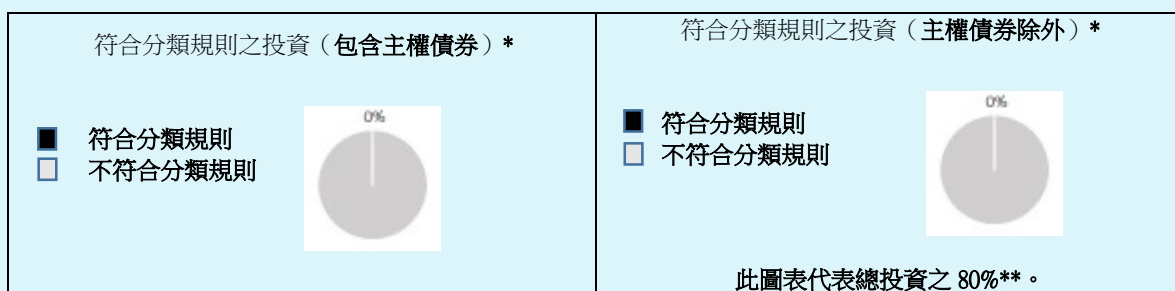 符合分類規則之投資（包含主權債券）*
0%
符合分類規則
不符合分類規則
符合分類規則之投資（主權債券除外）*
0%
符合分類規則
不符合分類規則
此圖表代表總投資之 80%**。